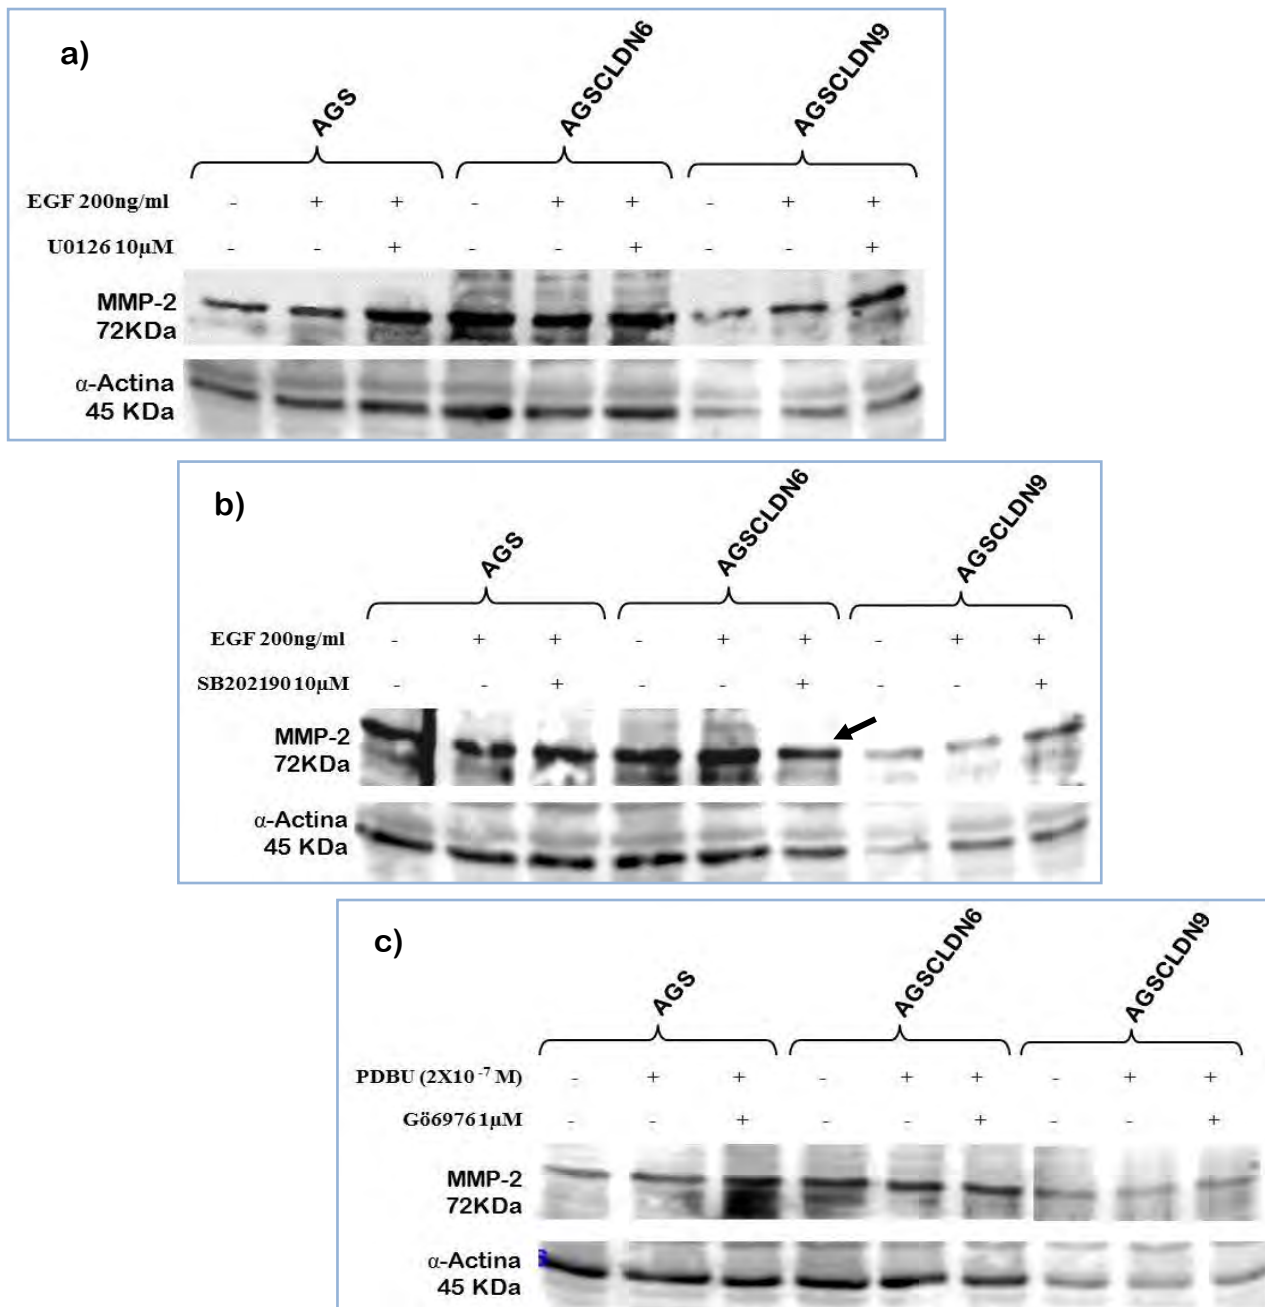 a)
AGS AGSCLDN6 AGSCLDN9
EGF 200ng/ml - + + - + + - + +
U0126 10µM - - + - - + - - +
MMP-2
72KDa
α-Actina
45 KDa
b)
AGS AGSCLDN6 AGSCLDN9
EGF 200ng/ml - + + - + + - + +
SB202190 10µM - - + - - + - - +
MMP-2
72KDa
α-Actina
45 KDa
c)
AGS AGSCLDN6 AGSCLDN9
PDBU (2X10⁻⁷ M) - + + - + + - + +
Gö6976 1µM - - + - - + - - +
MMP-2
72KDa
α-Actina
45 KDa